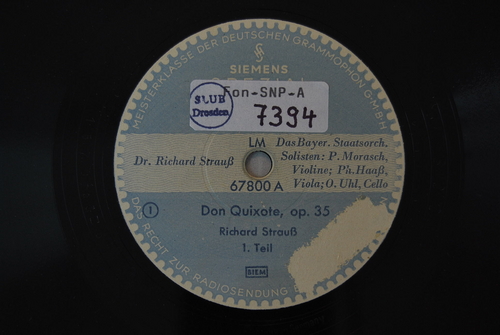 MEISTERKLASSE DER DEUTSCHEN GRAMMOPHON G·M·B·H
SIEMENS
SPEZIAL
SLUB
Dresden
Fon-SNP-A
7394
LM
Das Bayer. Staatsorch.
Solisten: P. Morasch,
Violine; Ph. Haaß,
Viola; O. Uhl, Cello
Dr. Richard Strauß
67800 A
1
Don Quixote, op. 35
Richard Strauß
1. Teil
BIEM
DAS RECHT ZUR RADIOSENDUNG